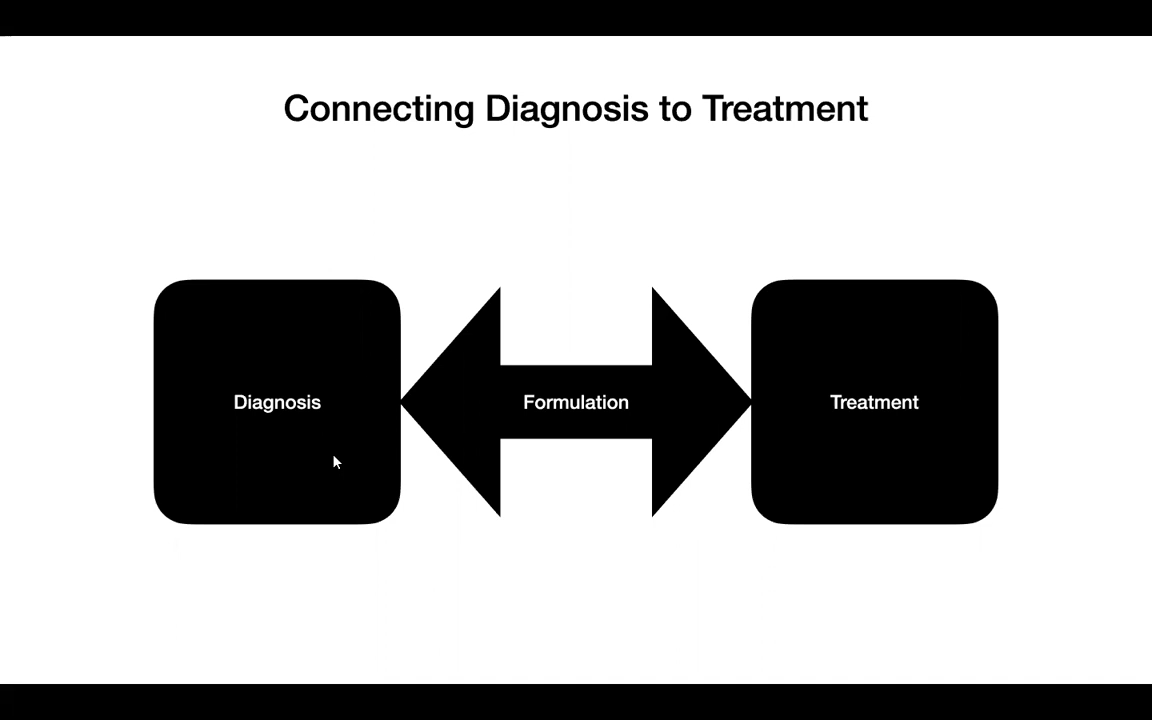 Connecting Diagnosis to Treatment
Diagnosis
Formulation
Treatment